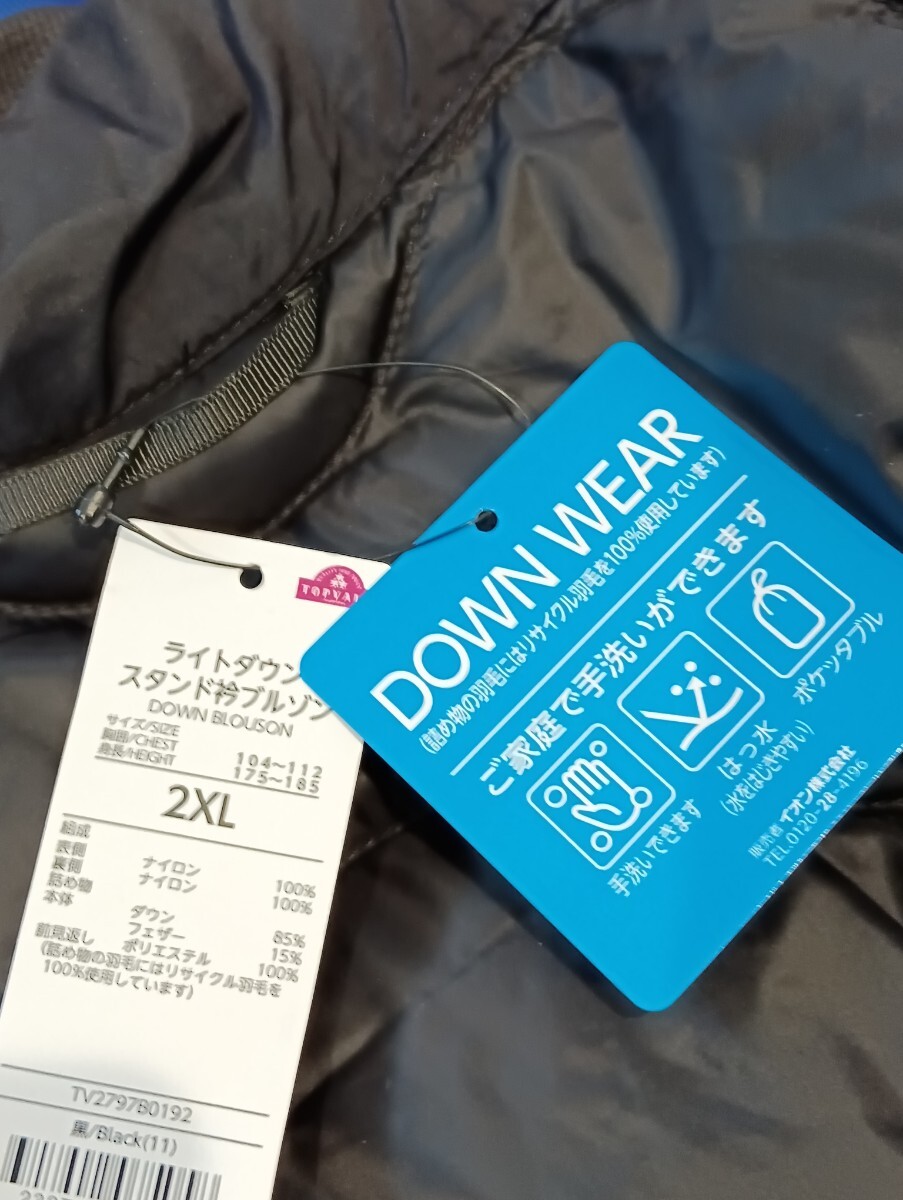 TOPVAL
ライトダウン
スタンド衿ブルゾン
DOWN BLOUSON
サイズ/SIZE
胸囲/CHEST 104~112
身長/HEIGHT 175~185
2XL
組成
表側 ナイロン 100%
裏側 ナイロン 100%
詰め物
本体 ダウン 85%
フェザー 15%
前見返し ポリエステル 100%
(詰め物の羽毛にはリサイクル羽毛を
100%使用しています)
TV2797B0192
黒/Black(11)
DOWN WEAR
(詰め物の羽毛にはリサイクル羽毛を100%使用しています)
ご家庭で手洗いができます
手洗いできます
はっ水
(水をはじきやすい)
ポケッタブル
販売者 イオン株式会社
TEL.0120-28-4196